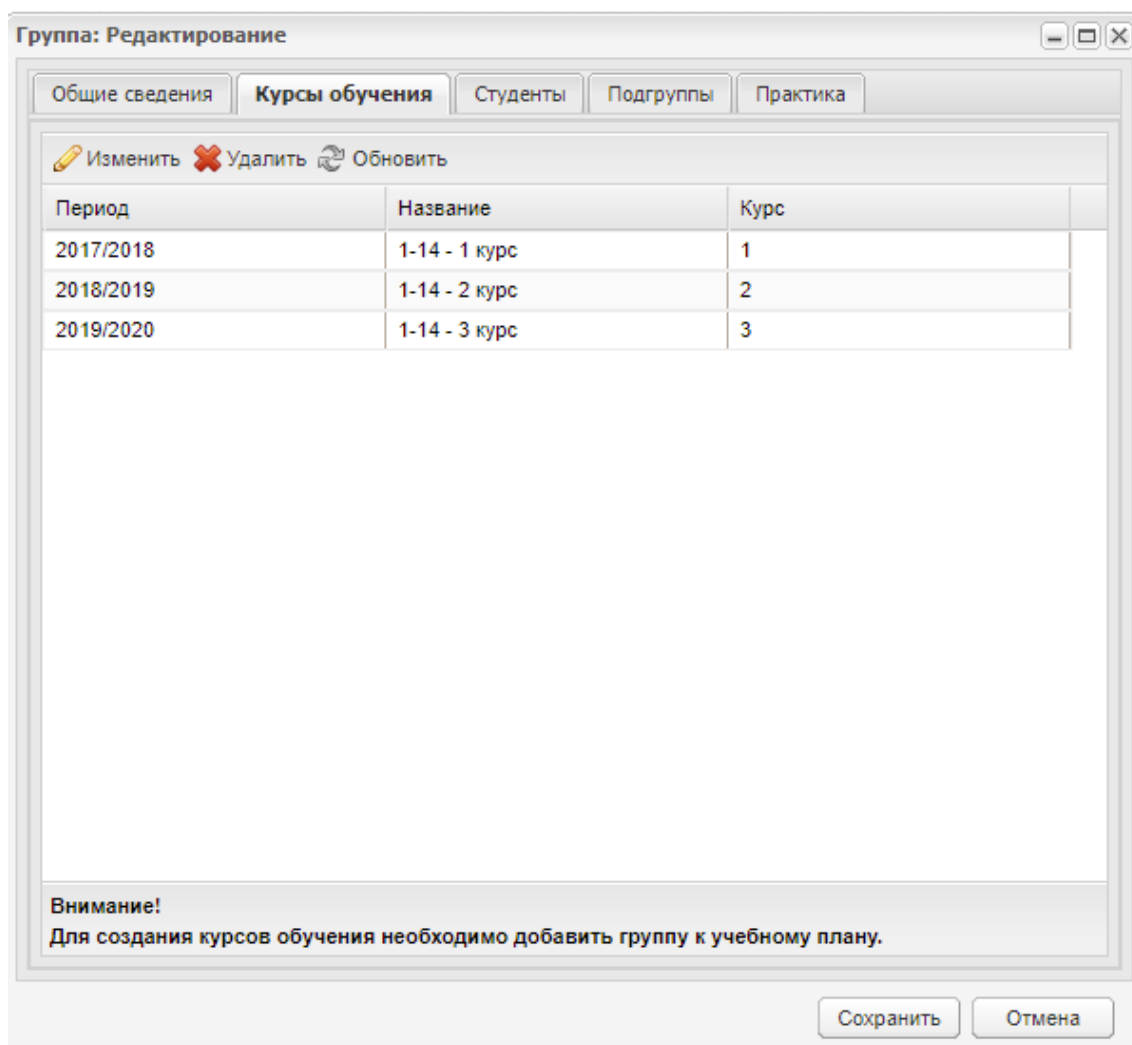 Группа: Редактирование
Общие сведения Курсы обучения Студенты Подгруппы Практика
Изменить Удалить Обновить
Период Название Курс
2017/2018 1-14 - 1 курс 1
2018/2019 1-14 - 2 курс 2
2019/2020 1-14 - 3 курс 3
Внимание!
Для создания курсов обучения необходимо добавить группу к учебному плану.
Сохранить Отмена